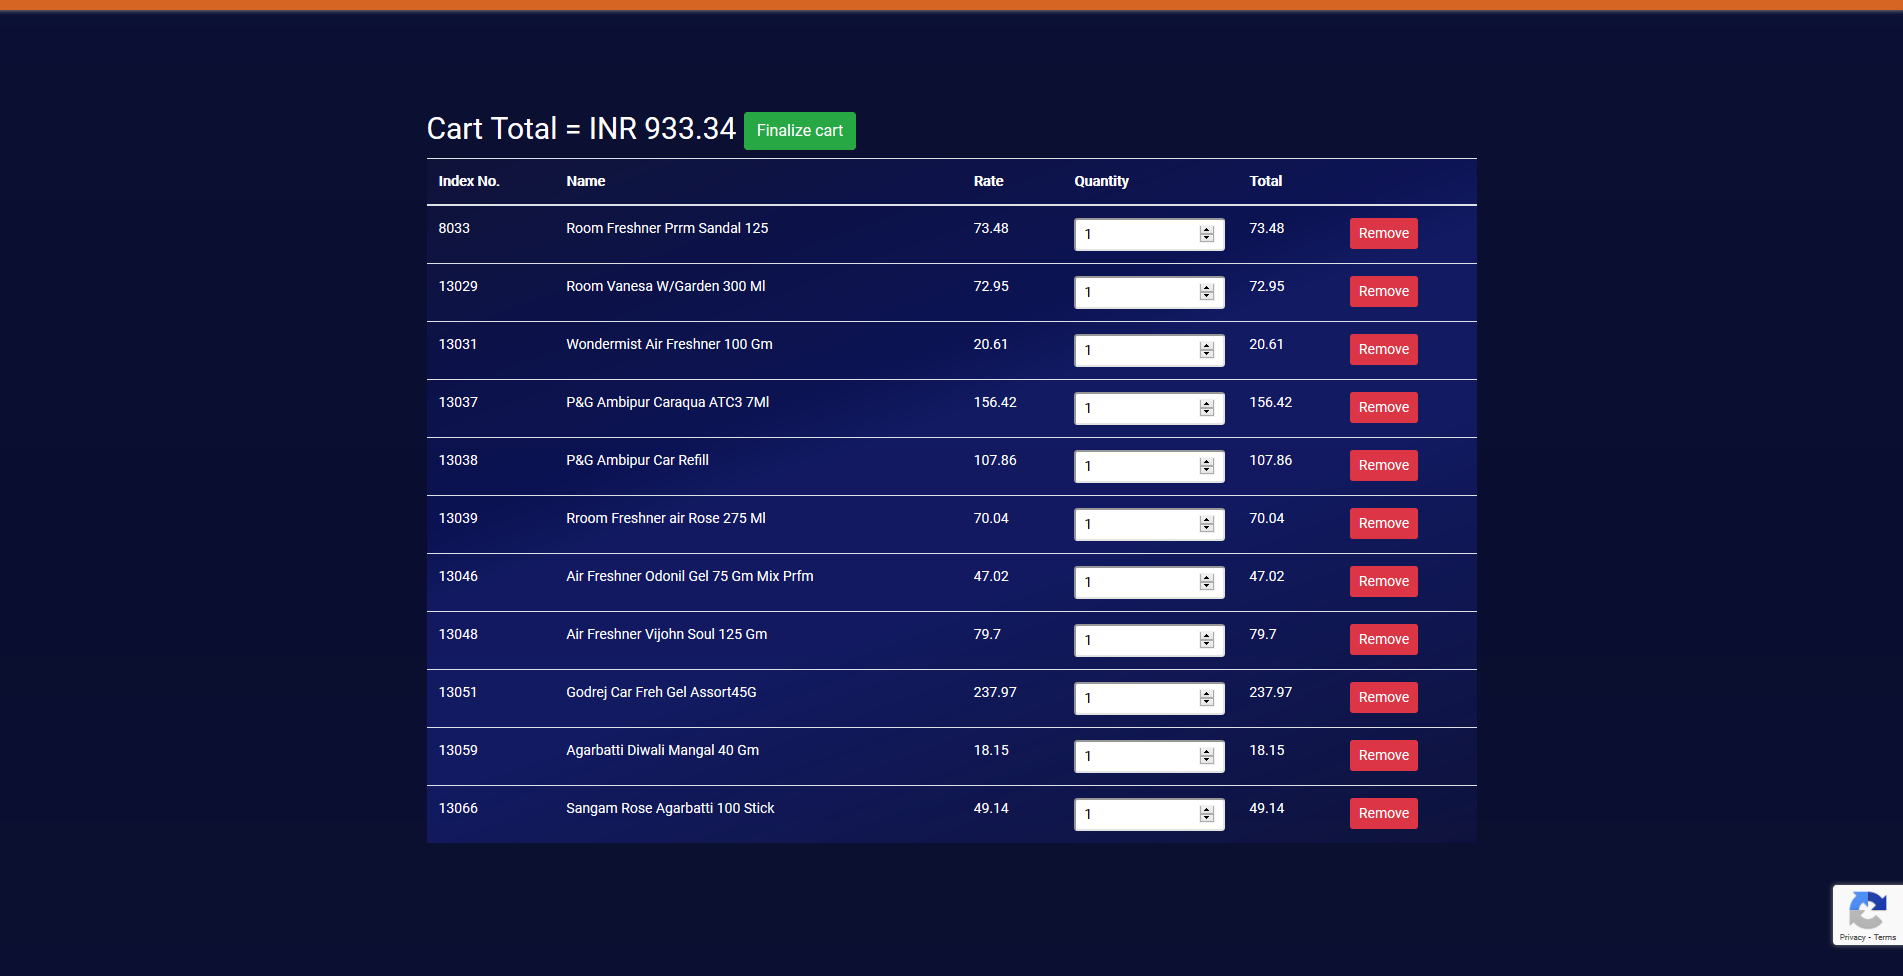 Cart Total = INR 933.34 Finalize cart
Index No. Name Rate Quantity Total
8033 Room Freshner Prrm Sandal 125 73.48 1 73.48 Remove
13029 Room Vanesa W/Garden 300 Ml 72.95 1 72.95 Remove
13031 Wondermist Air Freshner 100 Gm 20.61 1 20.61 Remove
13037 P&G Ambipur Caraqua ATC3 7Ml 156.42 1 156.42 Remove
13038 P&G Ambipur Car Refill 107.86 1 107.86 Remove
13039 Rroom Freshner air Rose 275 Ml 70.04 1 70.04 Remove
13046 Air Freshner Odonil Gel 75 Gm Mix Prfm 47.02 1 47.02 Remove
13048 Air Freshner Vijohn Soul 125 Gm 79.7 1 79.7 Remove
13051 Godrej Car Freh Gel Assort45G 237.97 1 237.97 Remove
13059 Agarbatti Diwali Mangal 40 Gm 18.15 1 18.15 Remove
13066 Sangam Rose Agarbatti 100 Stick 49.14 1 49.14 Remove
Privacy - Terms